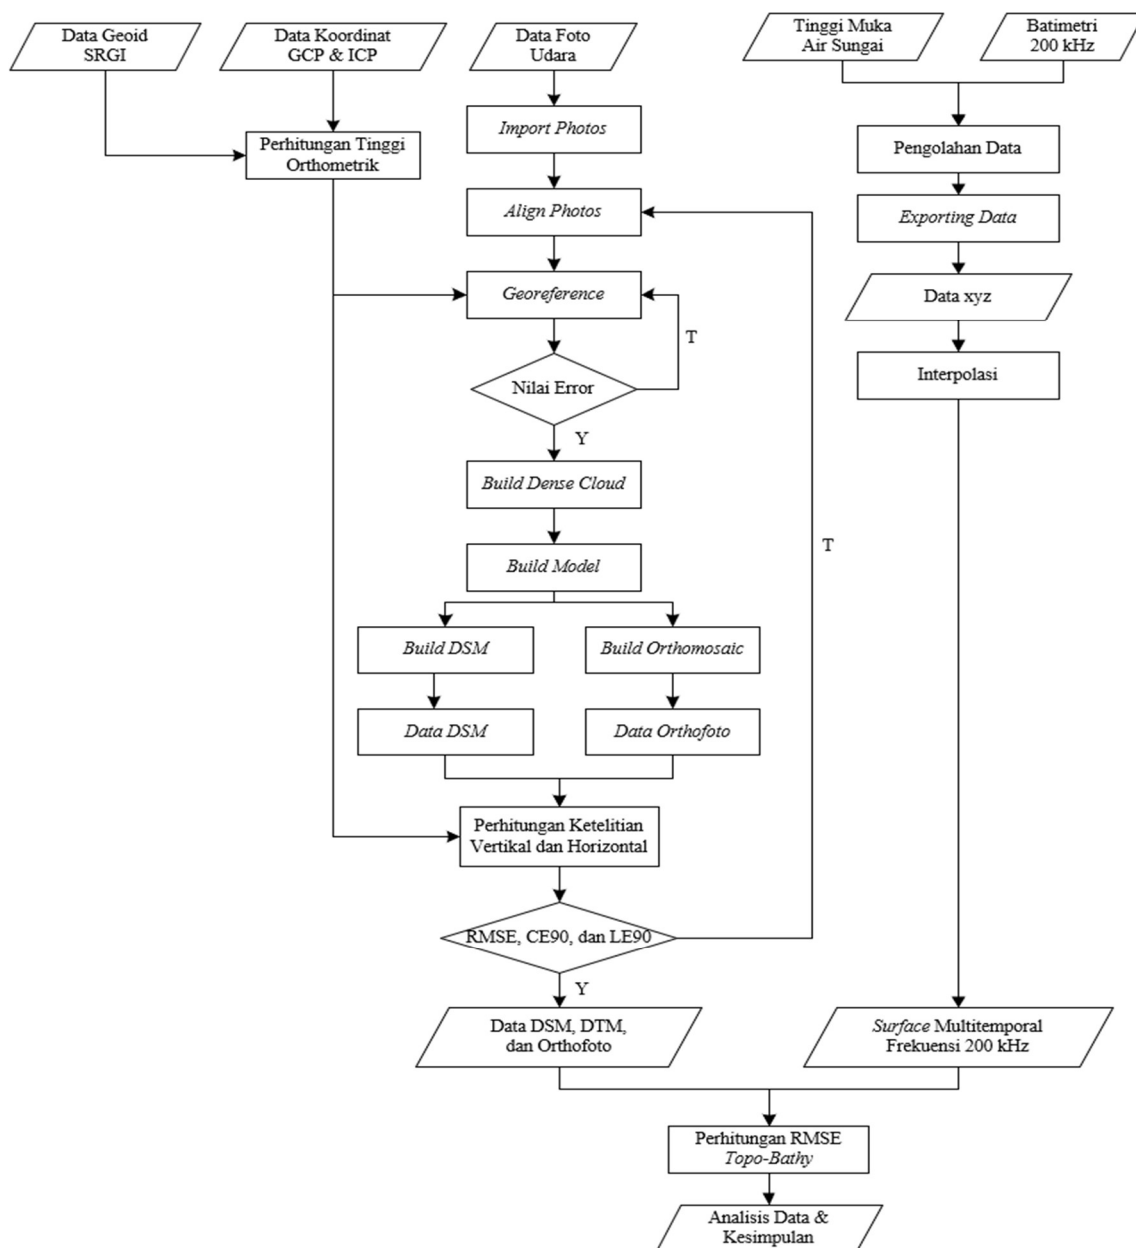 Data Geoid
SRGI
Data Koordinat
GCP & ICP
Data Foto
Udara
Tinggi Muka
Air Sungai
Batimetri
200 kHz
Import Photos
Perhitungan Tinggi
Orthometrik
Pengolahan Data
Align Photos
Exporting Data
Georeference
Data xyz
T
Nilai Error
Interpolasi
Y
Build Dense Cloud
T
Build Model
Build DSM
Build Orthomosaic
Data DSM
Data Orthofoto
Perhitungan Ketelitian
Vertikal dan Horizontal
RMSE, CE90, dan LE90
Y
Data DSM, DTM,
dan Orthofoto
Surface Multitemporal
Frekuensi 200 kHz
Perhitungan RMSE
Topo-Bathy
Analisis Data &
Kesimpulan